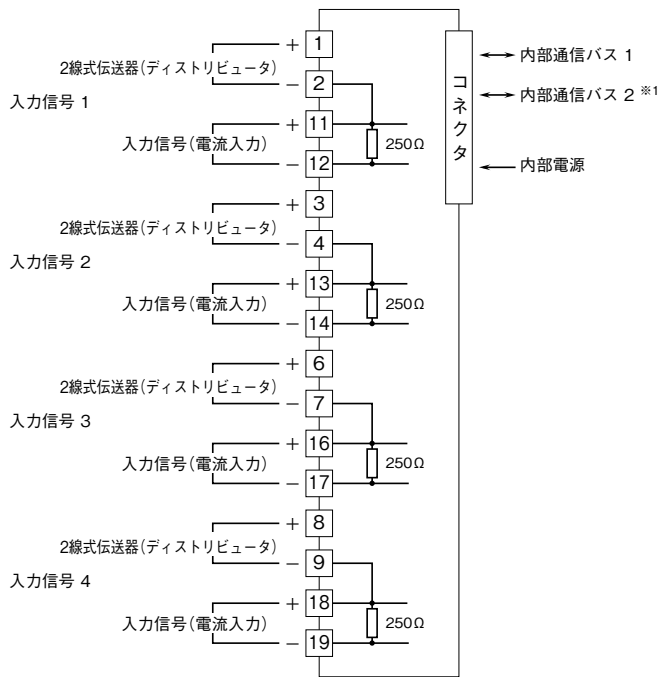 + 1
2線式伝送器(ディストリビュータ)
− 2
入力信号 1
+ 11
入力信号(電流入力)
250Ω
− 12
+ 3
2線式伝送器(ディストリビュータ)
− 4
入力信号 2
+ 13
入力信号(電流入力)
250Ω
− 14
+ 6
2線式伝送器(ディストリビュータ)
− 7
入力信号 3
+ 16
入力信号(電流入力)
250Ω
− 17
+ 8
2線式伝送器(ディストリビュータ)
− 9
入力信号 4
+ 18
入力信号(電流入力)
250Ω
− 19
コネクタ
内部通信バス 1
内部通信バス 2 ※1
内部電源